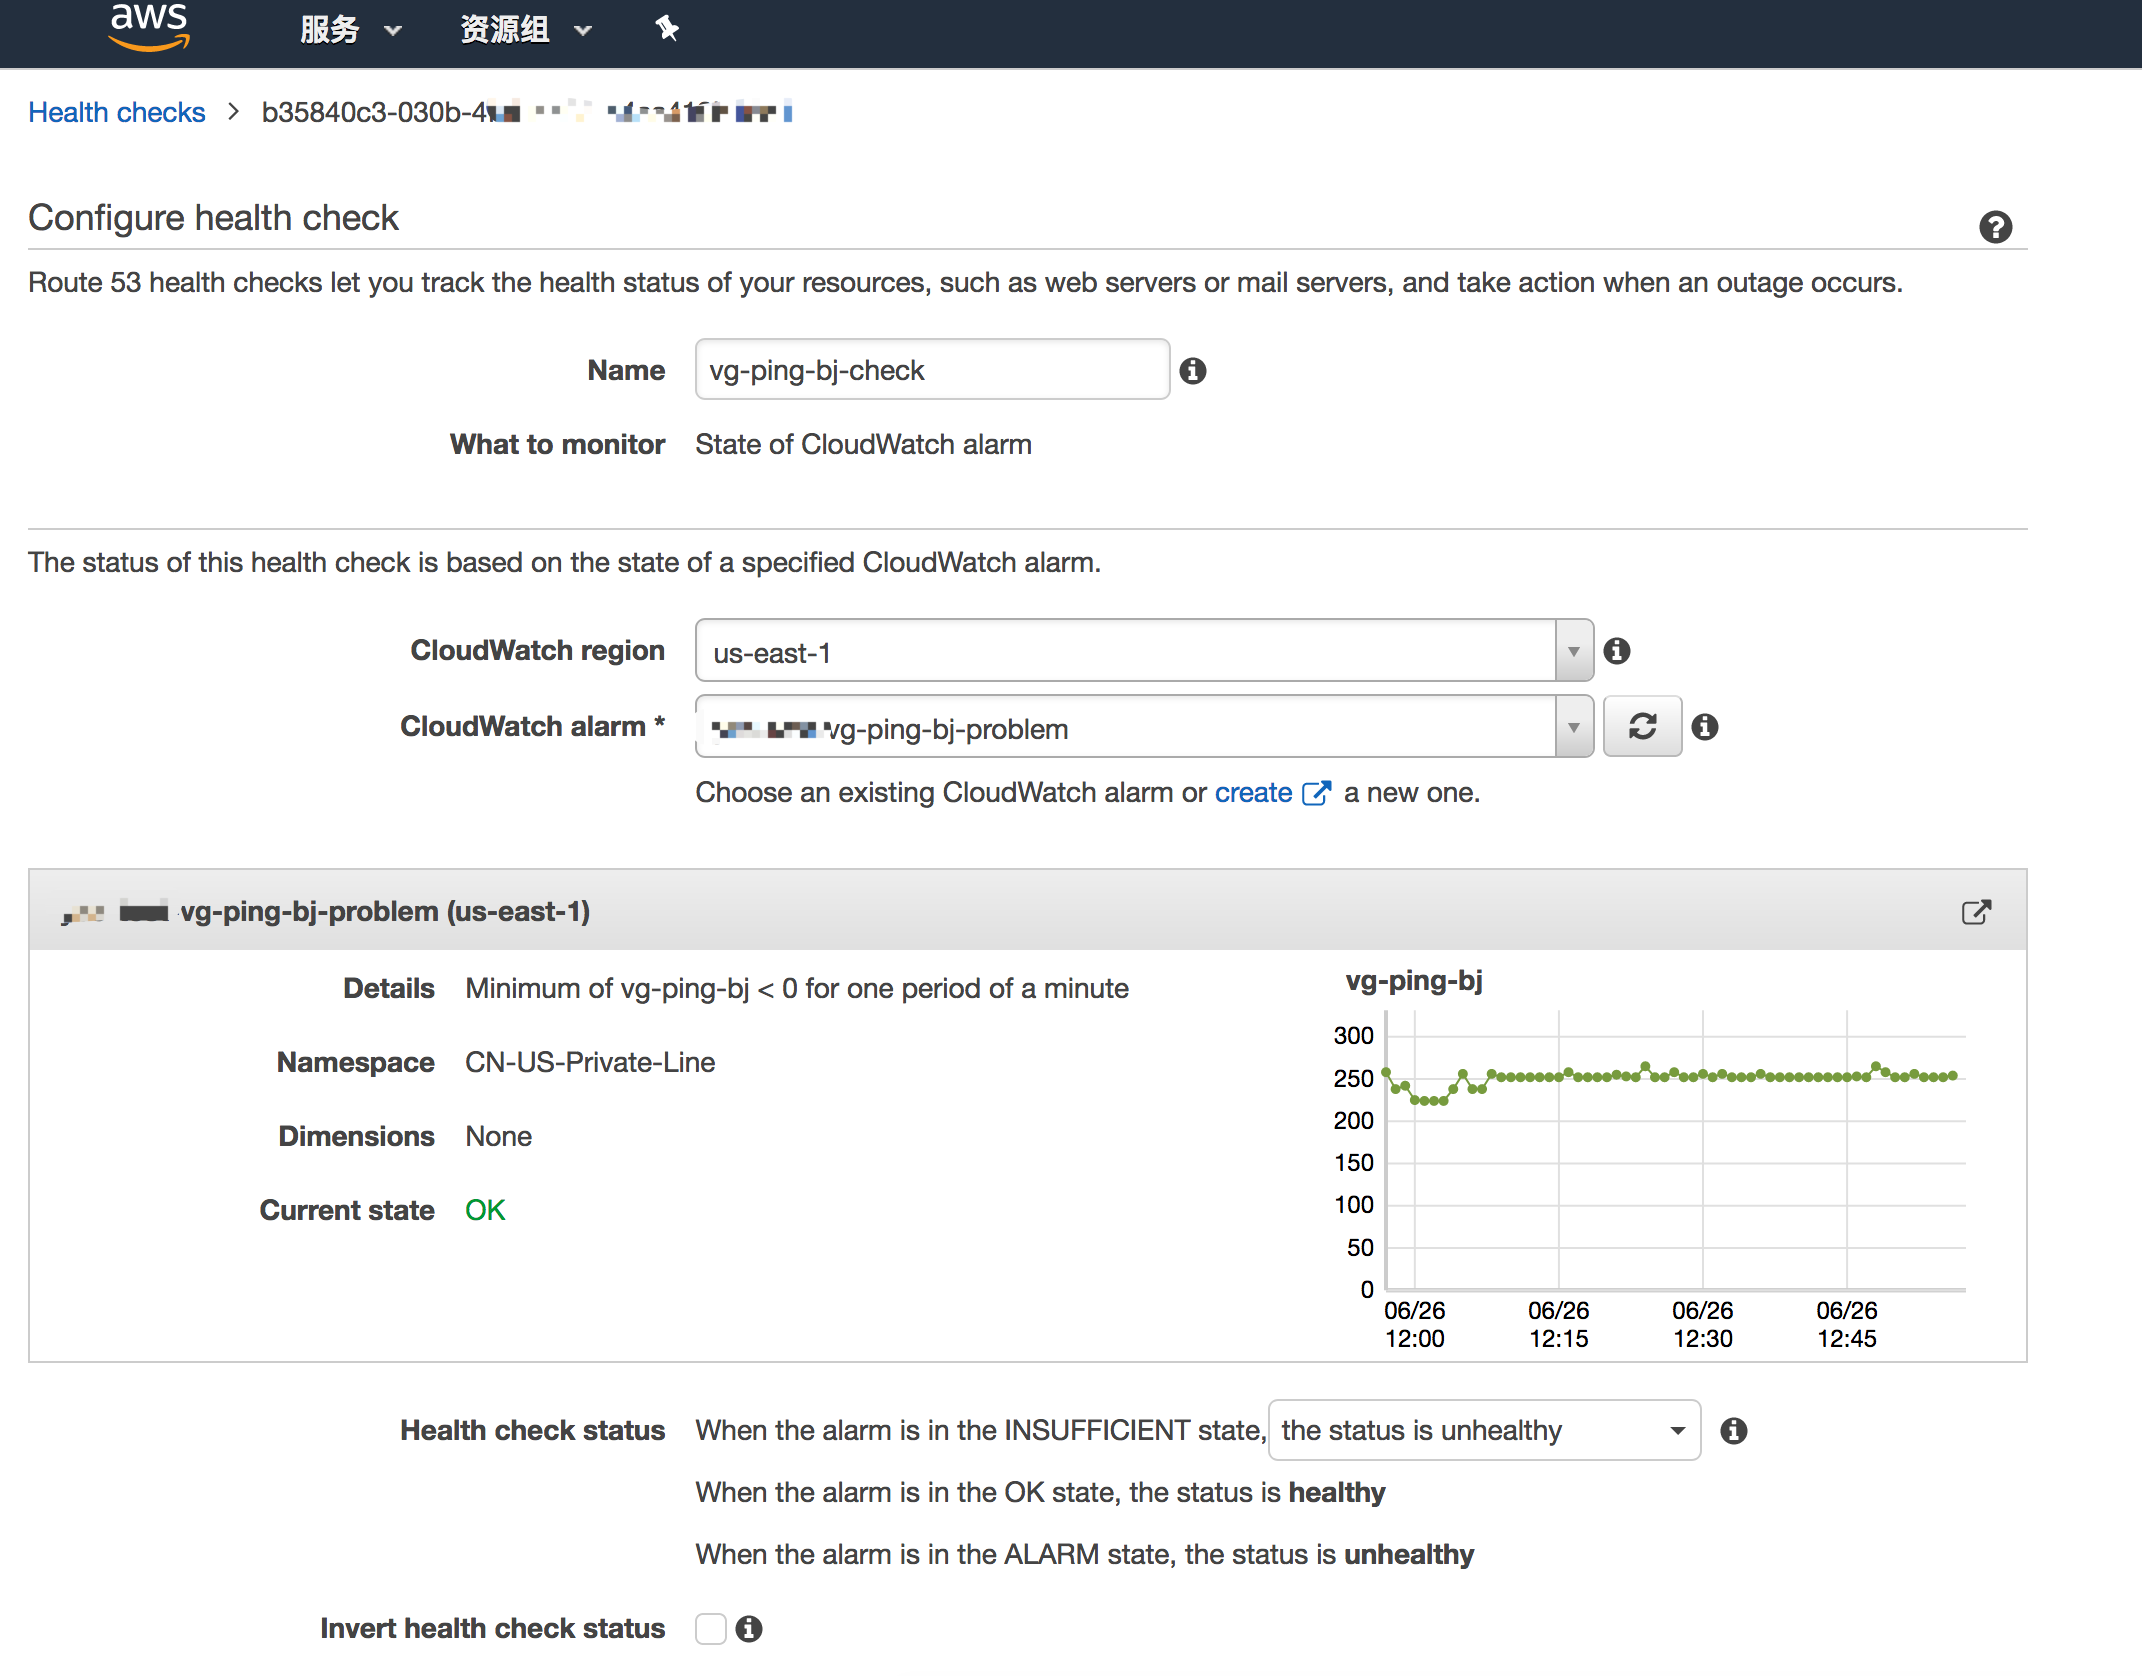 aws 服务 资源组
Health checks > b35840c3-030b-4
Configure health check
Route 53 health checks let you track the health status of your resources, such as web servers or mail servers, and take action when an outage occurs.
Name vg-ping-bj-check
What to monitor State of CloudWatch alarm
The status of this health check is based on the state of a specified CloudWatch alarm.
CloudWatch region us-east-1
CloudWatch alarm * vg-ping-bj-problem
Choose an existing CloudWatch alarm or create a new one.
vg-ping-bj-problem (us-east-1)
Details Minimum of vg-ping-bj < 0 for one period of a minute
Namespace CN-US-Private-Line
Dimensions None
Current state OK
vg-ping-bj
300
250
200
150
100
50
0
06/26 06/26 06/26 06/26
12:00 12:15 12:30 12:45
Health check status When the alarm is in the INSUFFICIENT state, the status is unhealthy
When the alarm is in the OK state, the status is healthy
When the alarm is in the ALARM state, the status is unhealthy
Invert health check status